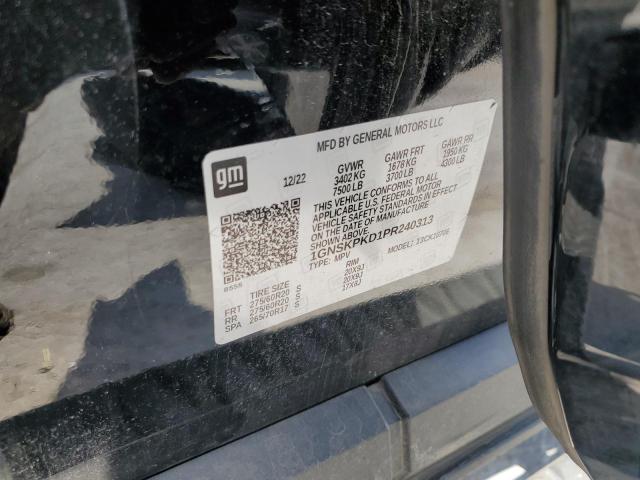 MFD BY GENERAL MOTORS LLC
gm
12/22
GVWR GAWR FRT GAWR RR
3402 KG 1678 KG 1950 KG
7500 LB 3700 LB 4300 LB
THIS VEHICLE CONFORMS TO ALL
APPLICABLE U.S. FEDERAL MOTOR
VEHICLE SAFETY STANDARDS IN EFFECT
ON THE DATE OF MANUFACTURE
SHOWN ABOVE.
1GNSKPKD1PR240313
TYPE: MPV MODEL: 13CK10706
8555
TIRE SIZE RIM
FRT 275/60R20 S 20X9J
RR 275/60R20 S 20X9J
SPA 265/70R17 S 17X8J